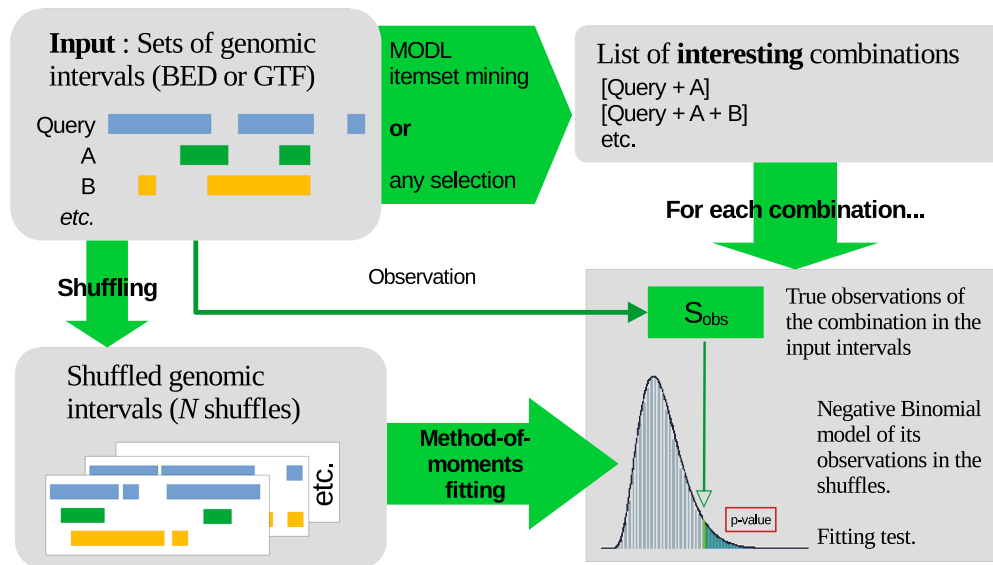 Input : Sets of genomic
intervals (BED or GTF)
Query
A
B
etc.
MODL
itemset mining
or
any selection
List of interesting combinations
[Query + A]
[Query + A + B]
etc.
For each combination...
Shuffling
Observation
Sobs
True observations of
the combination in the
input intervals
Shuffled genomic
intervals (N shuffles)
etc.
Method-of-
moments
fitting
Negative Binomial
model of its
observations in the
shuffles.
p-value
Fitting test.